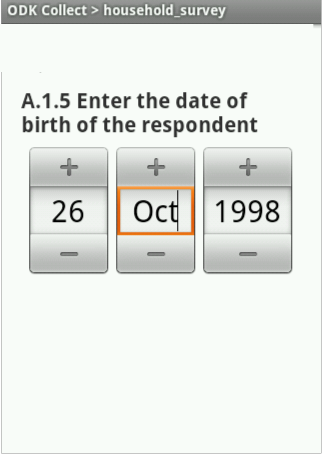 ODK Collect > household_survey
A.1.5 Enter the date of
birth of the respondent
+ + +
26 Oct 1998
− − −